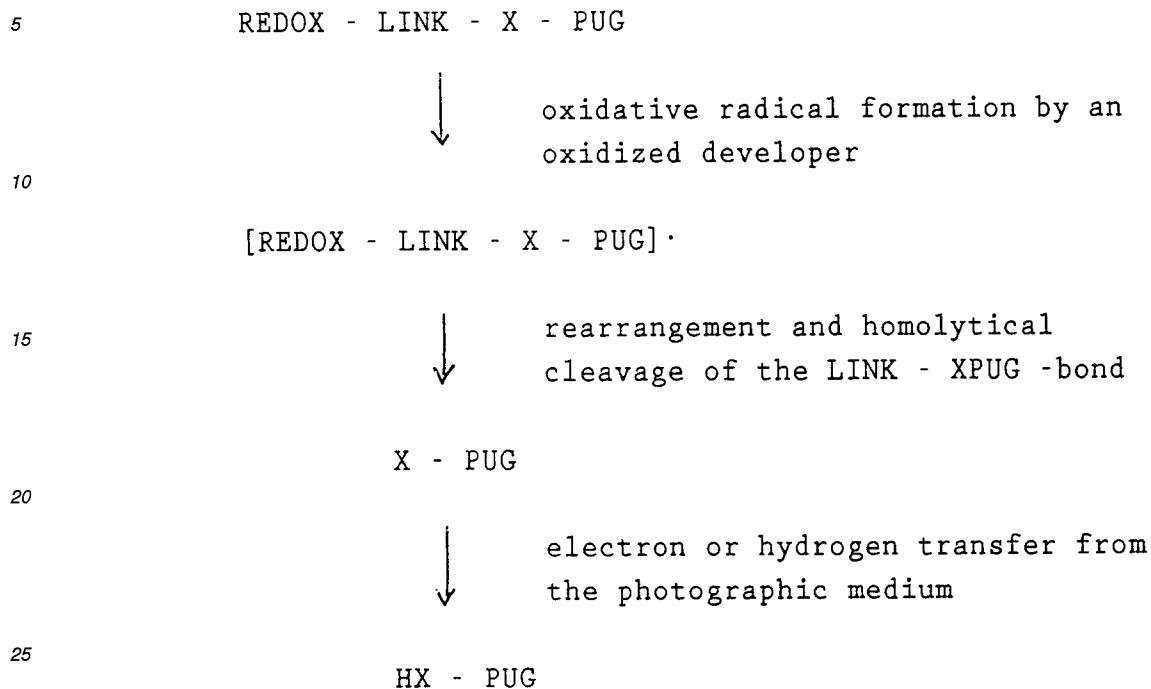 5 REDOX - LINK - X - PUG
oxidative radical formation by an
oxidized developer
10
[REDOX - LINK - X - PUG]·
rearrangement and homolytical
15
cleavage of the LINK - XPUG -bond
X - PUG
20
electron or hydrogen transfer from
the photographic medium
25
HX - PUG